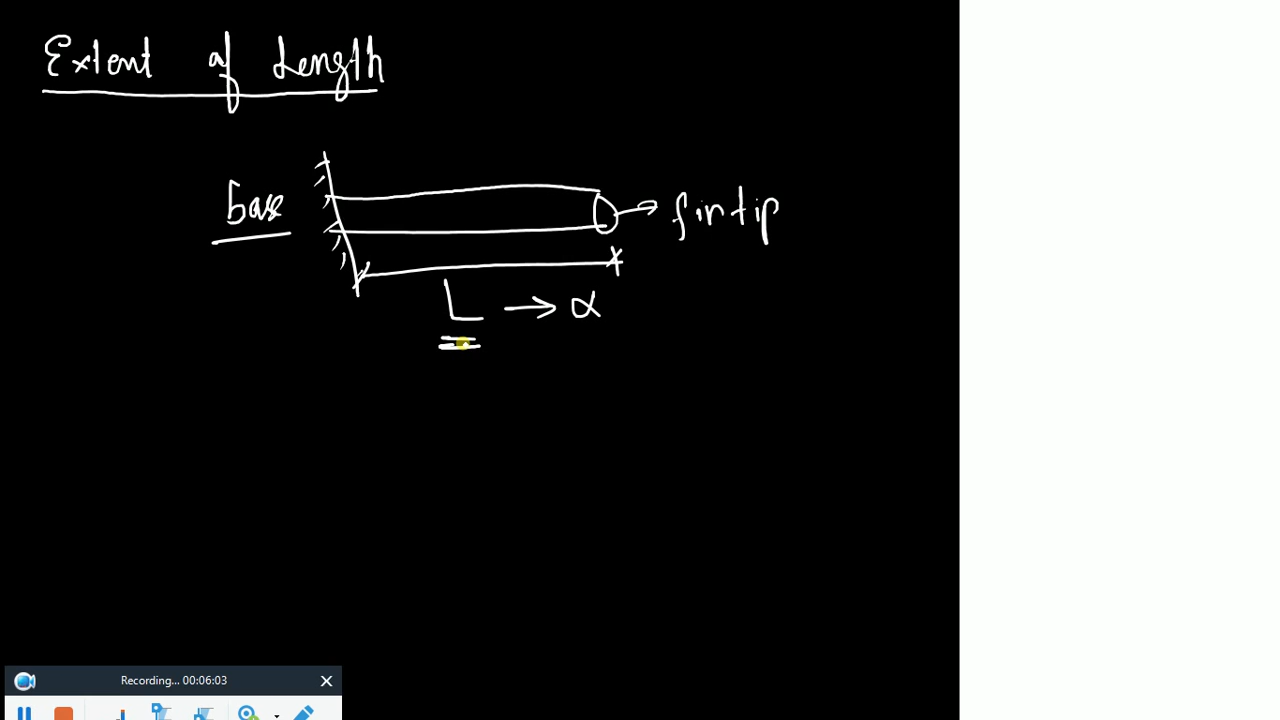 Extent of Length
base
fin tip
L → α
Recording... 00:06:03